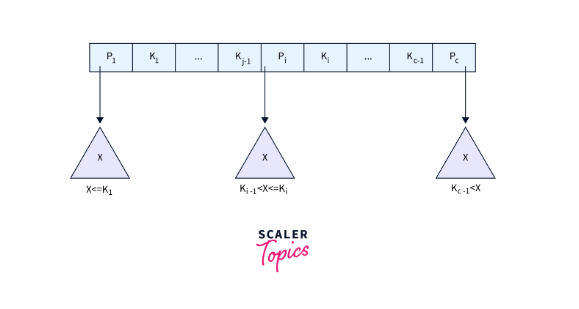 P1 K1 ... Kj-1 Pi Ki ... Kc-1 Pc
X X X
X<=K1 Ki-1<X<=Ki Kc-1<X
SCALER
Topics